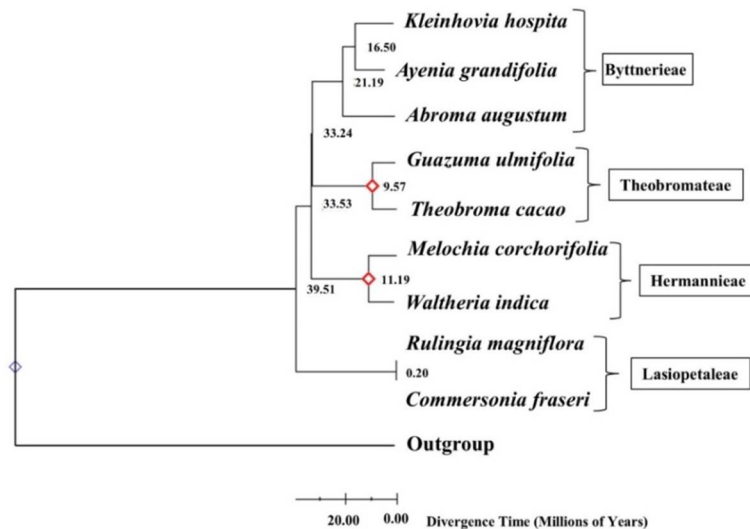 Kleinhovia hospita
16.50
Ayenia grandifolia
Byttnerieae
21.19
Abroma augustum
33.24
Guazuma ulmifolia
9.57
Theobromateae
33.53
Theobroma cacao
Melochia corchorifolia
11.19
Hermannieae
39.51
Waltheria indica
Rulingia magniflora
0.20
Lasiopetaleae
Commersonia fraseri
Outgroup
20.00 0.00 Divergence Time (Millions of Years)